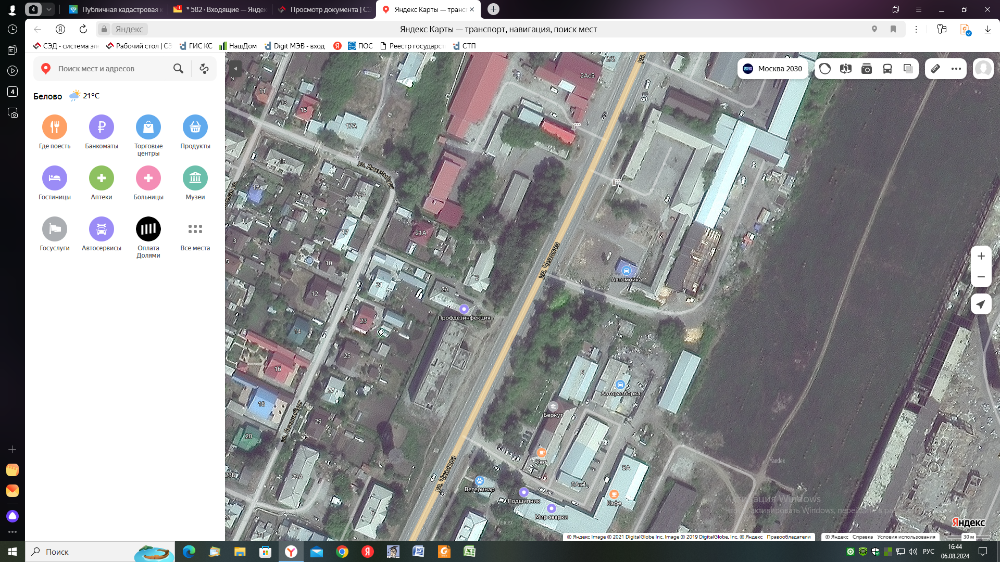 4
Публичная кадастровая
* 582 · Входящие — Яндек
Просмотр документа | СЭ
Яндекс Карты — транс
Яндекс
Яндекс Карты — транспорт, навигация, поиск мест
СЭД - система эле
Рабочий стол | СЭ
ГИС КС
НашДом
Digit МЭВ - вход
ПОС
Реестр государст
СТП
Поиск мест и адресов
Белово
21°C
Где поесть
Банкоматы
Торговые
центры
Продукты
Гостиницы
Аптеки
Больницы
Музеи
Госуслуги
Автосервисы
Оплата
Долями
Все места
4
Москва 2030
2/2
ул.
2Ас5
9
11
13
15
17А
1Б
ул. Люксембург
1А
26А
1
17
21А
3
Yandex
5
10
ул. Чкалова
2
Автомойка
21
2А
12
Профдезинфекция
23
14
25
16
5
27
Авторазборка
18
Беркут
29
ул. Люксембург
20
Уют
Yandex
5А
ул. Чкалова
23Б
29А
5Ак1
Ветеринар
Подшипник
Кафе
Мир сварки
6
22
Yandex
31
Активация Windows
Чтобы активировать Windows, перейдите в раздел
Яндекс
© Яндекс Image © 2021 DigitalGlobe Inc. Image © 2019 DigitalGlobe, Inc. © Яндекс Правообладатели
© Яндекс Справка Условия использования
30 м
Поиск
РУС
16:44
06.08.2024